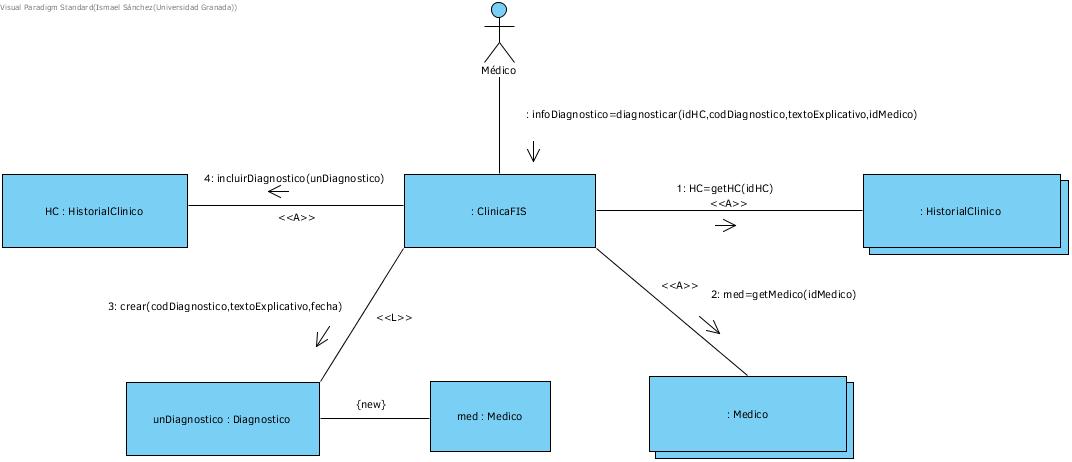 Visual Paradigm Standard(Ismael Sánchez(Universidad Granada))
Médico
: infoDiagnostico=diagnosticar(idHC,codDiagnostico,textoExplicativo,idMedico)
4: incluirDiagnostico(unDiagnostico)
<<A>>
1: HC=getHC(idHC)
<<A>>
HC : HistorialClinico
: ClinicaFIS
: HistorialClinico
3: crear(codDiagnostico,textoExplicativo,fecha)
<<L>>
<<A>>
2: med=getMedico(idMedico)
unDiagnostico : Diagnostico
{new}
med : Medico
: Medico